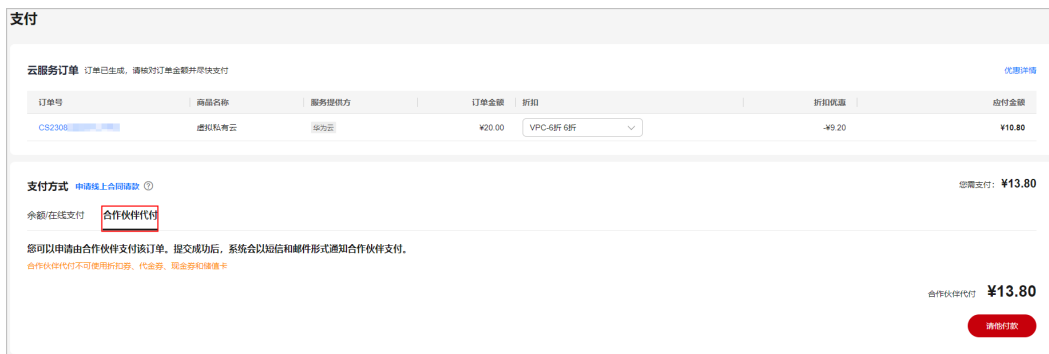 支付
云服务订单 订单已生成，请核对订单金额并尽快支付 优惠详情
订单号 商品名称 服务提供方 订单金额 折扣 折扣优惠 应付金额
CS2308 虚拟私有云 华为云 ¥20.00 VPC-6折 6折 -¥9.20 ¥10.80
支付方式 申请线上合同请款 ? 您需支付：¥13.80
余额/在线支付 合作伙伴代付
您可以申请由合作伙伴支付该订单。提交成功后，系统会以短信和邮件形式通知合作伙伴支付。
合作伙伴代付不可使用折扣券、代金券、现金券和储值卡
合作伙伴代付 ¥13.80
请他付款